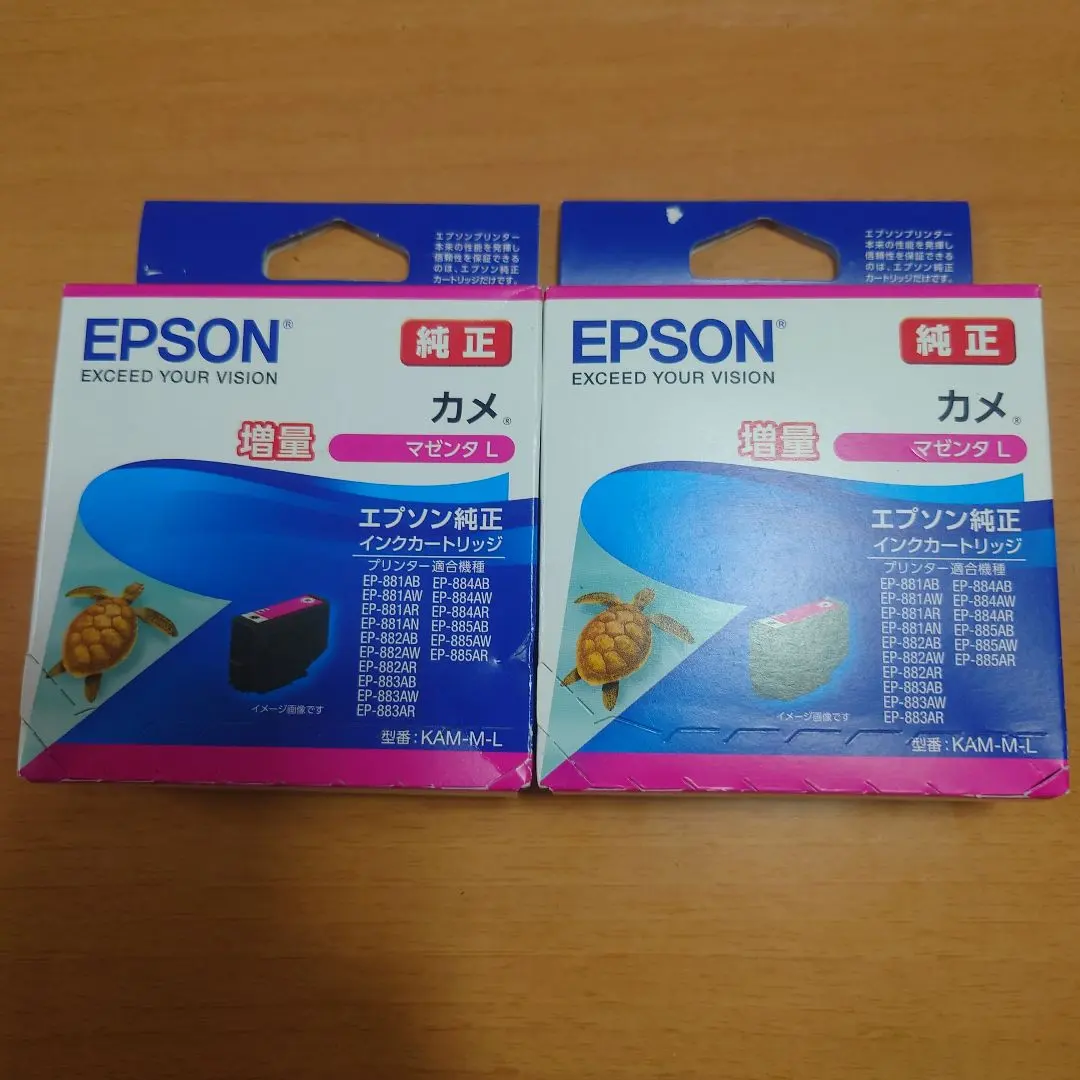 エプソンプリンター
本来の性能を発揮し
信頼性を保証できる
のは、エプソン純正
カートリッジだけです。
EPSON®
EXCEED YOUR VISION
純正
カメ®
増量
マゼンタ L
エプソン純正
インクカートリッジ
プリンター適合機種
EP-881AB EP-884AB
EP-881AW EP-884AW
EP-881AR EP-884AR
EP-881AN EP-885AB
EP-882AB EP-885AW
EP-882AW EP-885AR
EP-882AR
EP-883AB
EP-883AW
EP-883AR
イメージ画像です
型番:KAM-M-L
エプソンプリンター
本来の性能を発揮し
信頼性を保証できる
のは、エプソン純正
カートリッジだけです。
EPSON®
EXCEED YOUR VISION
純正
カメ®
増量
マゼンタ L
エプソン純正
インクカートリッジ
プリンター適合機種
EP-881AB EP-884AB
EP-881AW EP-884AW
EP-881AR EP-884AR
EP-881AN EP-885AB
EP-882AB EP-885AW
EP-882AW EP-885AR
EP-882AR
EP-883AB
EP-883AW
EP-883AR
イメージ画像です
型番:KAM-M-L